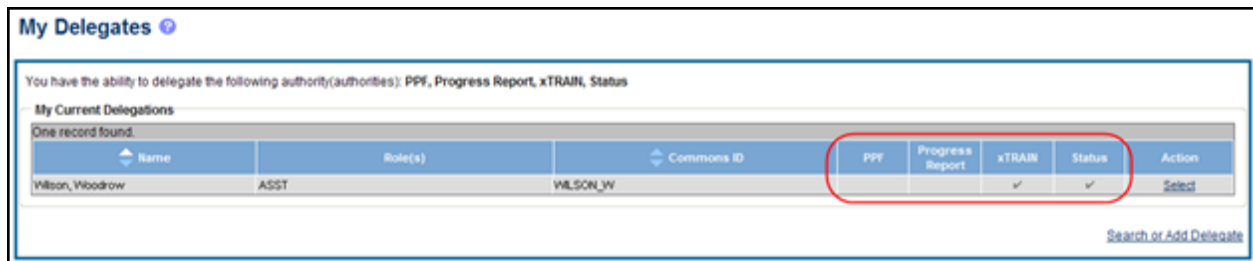 My Delegates ?
You have the ability to delegate the following authority(authorities): PPF, Progress Report, xTRAIN, Status
My Current Delegations
One record found.
Name Role(s) Commons ID PPF Progress Report xTRAIN Status Action
Wilson, Woodrow ASST WILSON_W ✓ ✓ Select
Search or Add Delegate